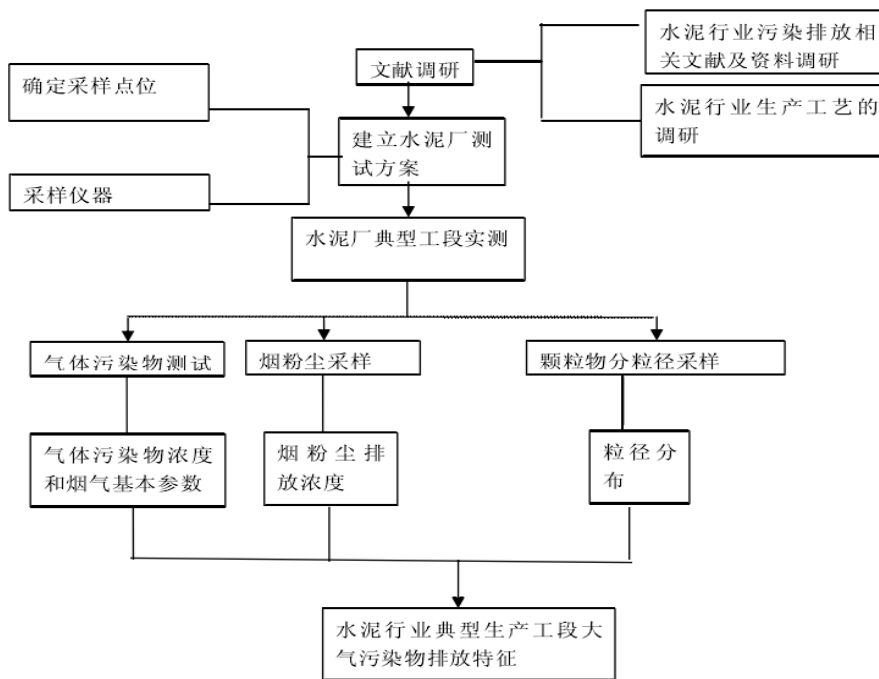 水泥行业污染排放相
关文献及资料调研
文献调研
确定采样点位
水泥行业生产工艺的
调研
建立水泥厂测
试方案
采样仪器
水泥厂典型工段实测
气体污染物测试
烟粉尘采样
颗粒物分粒径采样
气体污染物浓度
和烟气基本参数
烟粉尘排
放浓度
粒径分
布
水泥行业典型生产工段大
气污染物排放特征